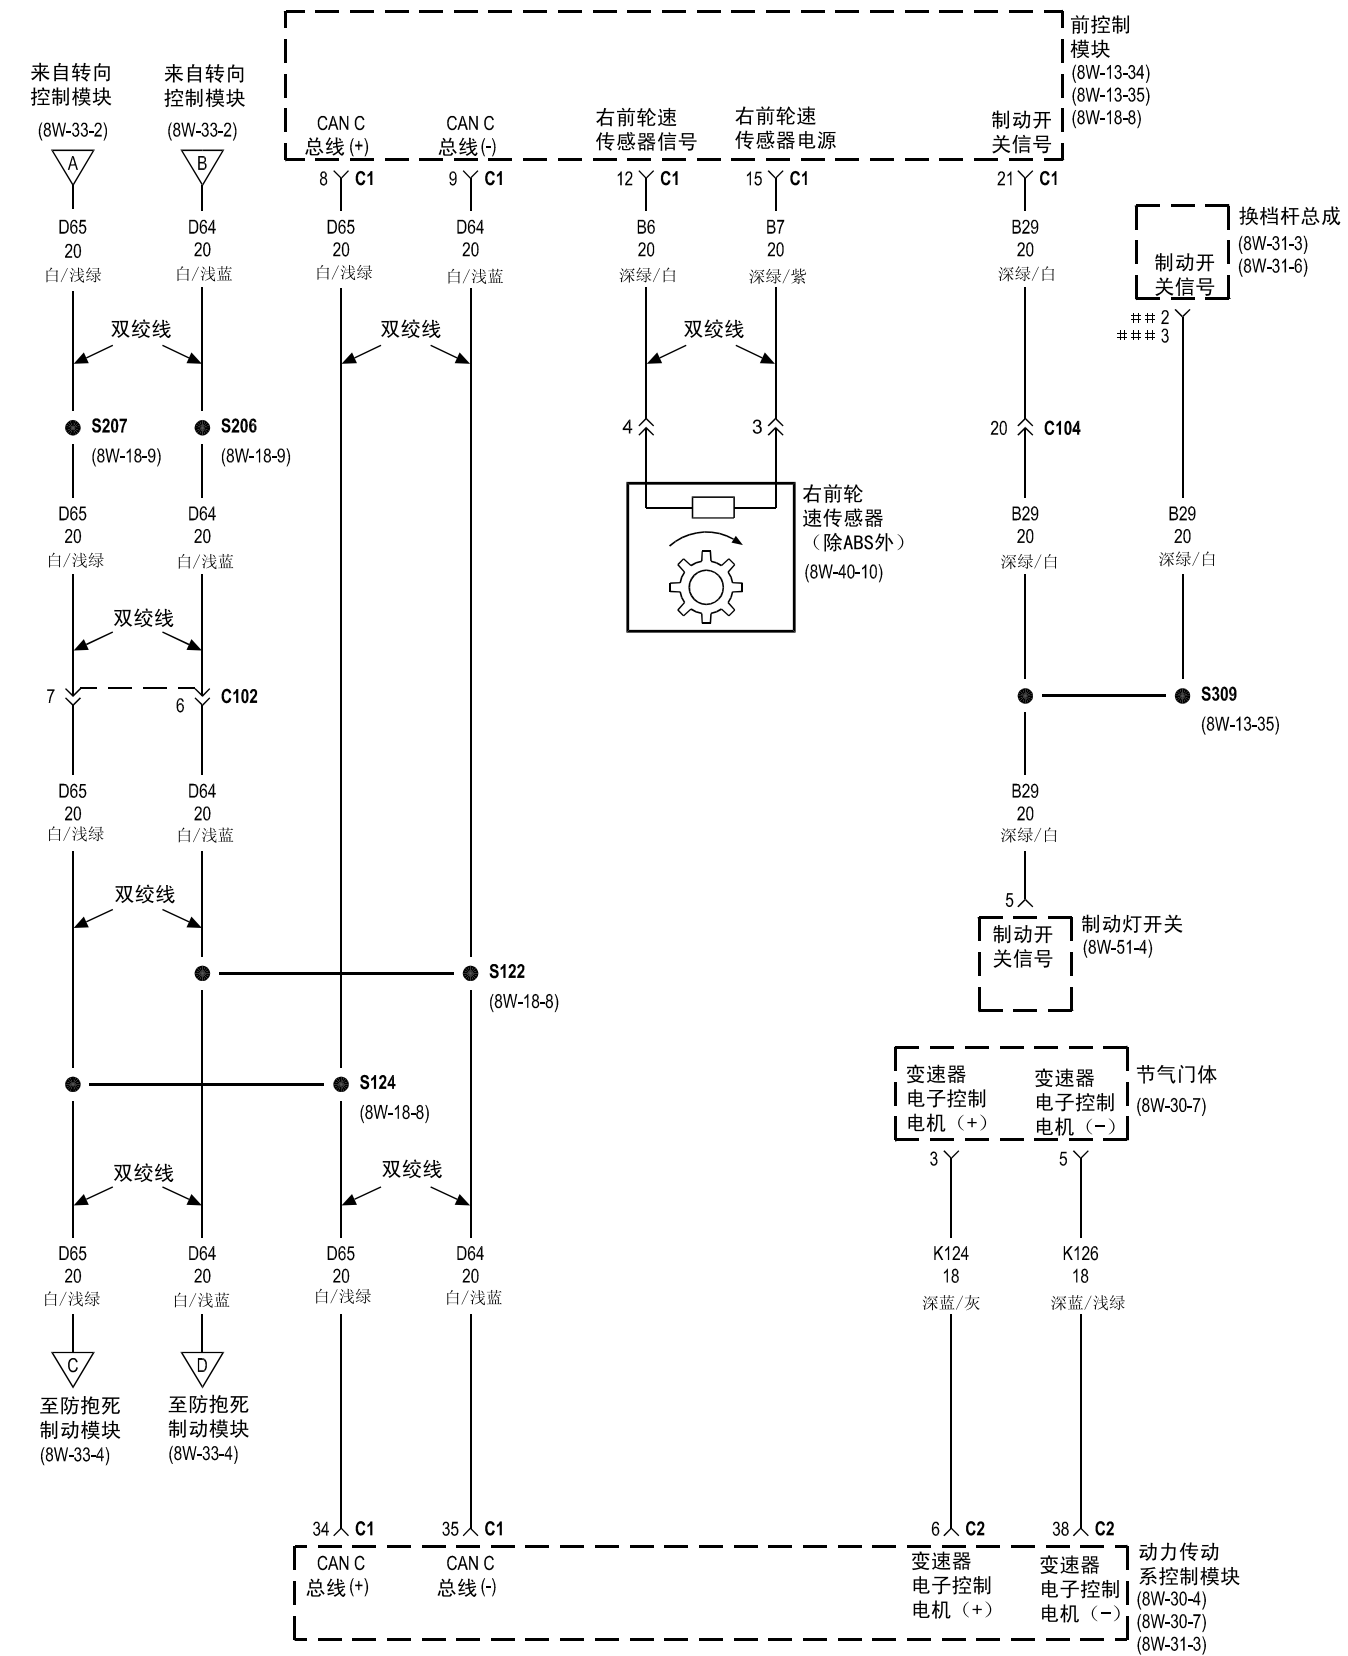 前控制
模块
(8W-13-34)
(8W-13-35)
(8W-18-8)
来自转向
控制模块
(8W-33-2)
A
来自转向
控制模块
(8W-33-2)
B
CAN C
总线(+)
CAN C
总线(-)
右前轮速
传感器信号
右前轮速
传感器电源
制动开
关信号
8 C1
9 C1
12 C1
15 C1
21 C1
D65
20
白/浅绿
D64
20
白/浅蓝
D65
20
白/浅绿
D64
20
白/浅蓝
B6
20
深绿/白
B7
20
深绿/紫
B29
20
深绿/白
换档杆总成
(8W-31-3)
(8W-31-6)
制动开
关信号
## 2
### 3
双绞线
双绞线
双绞线
S207
(8W-18-9)
S206
(8W-18-9)
4
3
20 C104
右前轮
速传感器
（除ABS外）
(8W-40-10)
D65
20
白/浅绿
D64
20
白/浅蓝
B29
20
深绿/白
B29
20
深绿/白
双绞线
7
6 C102
S309
(8W-13-35)
D65
20
白/浅绿
D64
20
白/浅蓝
B29
20
深绿/白
双绞线
5
制动开
关信号
制动灯开关
(8W-51-4)
S122
(8W-18-8)
S124
(8W-18-8)
变速器
电子控制
电机（+）
变速器
电子控制
电机（−）
节气门体
(8W-30-7)
3
5
双绞线
双绞线
D65
20
白/浅绿
D64
20
白/浅蓝
D65
20
白/浅绿
D64
20
白/浅蓝
K124
18
深蓝/灰
K126
18
深蓝/浅绿
C
至防抱死
制动模块
(8W-33-4)
D
至防抱死
制动模块
(8W-33-4)
34 C1
35 C1
6 C2
38 C2
CAN C
总线(+)
CAN C
总线(-)
变速器
电子控制
电机（+）
变速器
电子控制
电机（−）
动力传动
系控制模块
(8W-30-4)
(8W-30-7)
(8W-31-3)